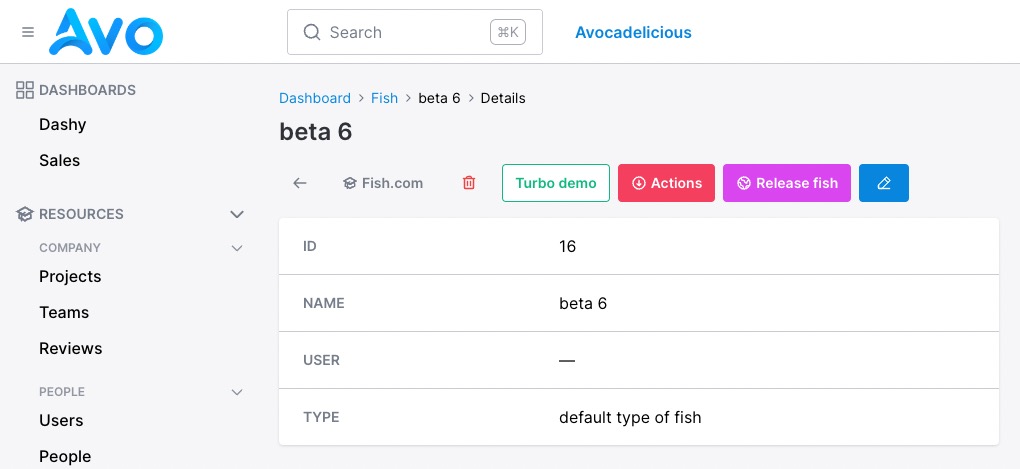 Avo
Search ⌘K
Avocadelicious
DASHBOARDS
Dashy
Sales
RESOURCES
COMPANY
Projects
Teams
Reviews
PEOPLE
Users
People
Dashboard > Fish > beta 6 > Details
beta 6
Fish.com Turbo demo Actions Release fish
ID 16
NAME beta 6
USER —
TYPE default type of fish